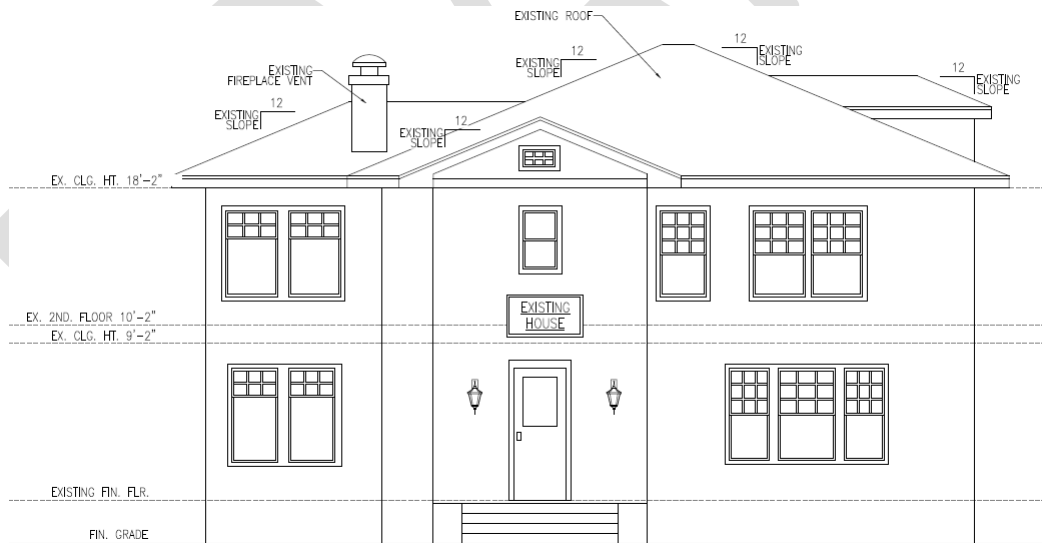 EXISTING ROOF
12
EXISTING
SLOPE
12
EXISTING
SLOPE
EXISTING
FIREPLACE VENT
12
EXISTING
SLOPE
12
EXISTING
SLOPE
12
EXISTING
SLOPE
EX. CLG. HT. 18'-2"
EX. 2ND. FLOOR 10'-2"
EX. CLG. HT. 9'-2"
EXISTING
HOUSE
EXISTING FIN. FLR.
FIN. GRADE